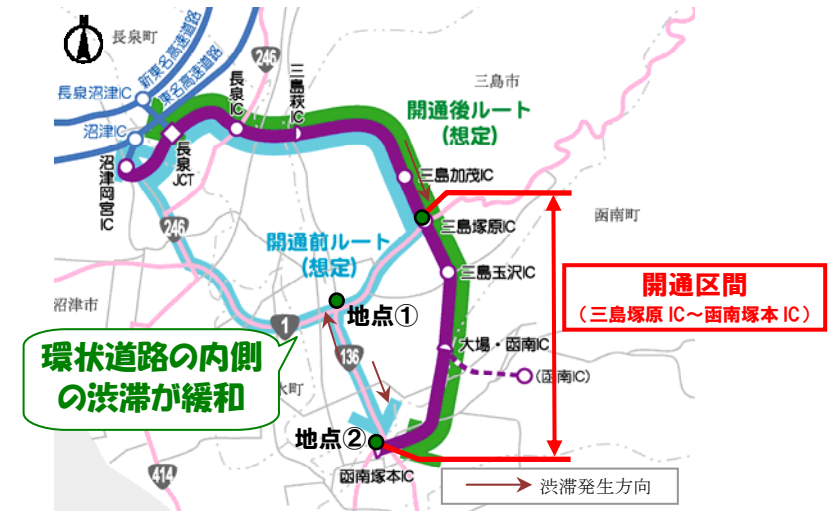 長泉町
新東名高速道路
東名高速道路
246
長泉IC
三島萩IC
三島市
長泉沼津IC
沼津IC
開通後ルート
(想定)
長泉
JCT
沼津岡宮IC
三島加茂IC
三島塚原IC
函南町
246
開通前ルート
(想定)
三島玉沢IC
開通区間
(三島塚原IC～函南塚本IC)
沼津市
地点①
1
大場・函南IC
環状道路の内側
の渋滞が緩和
136
(函南IC)
水町
地点②
414
函南塚本IC
渋滞発生方向